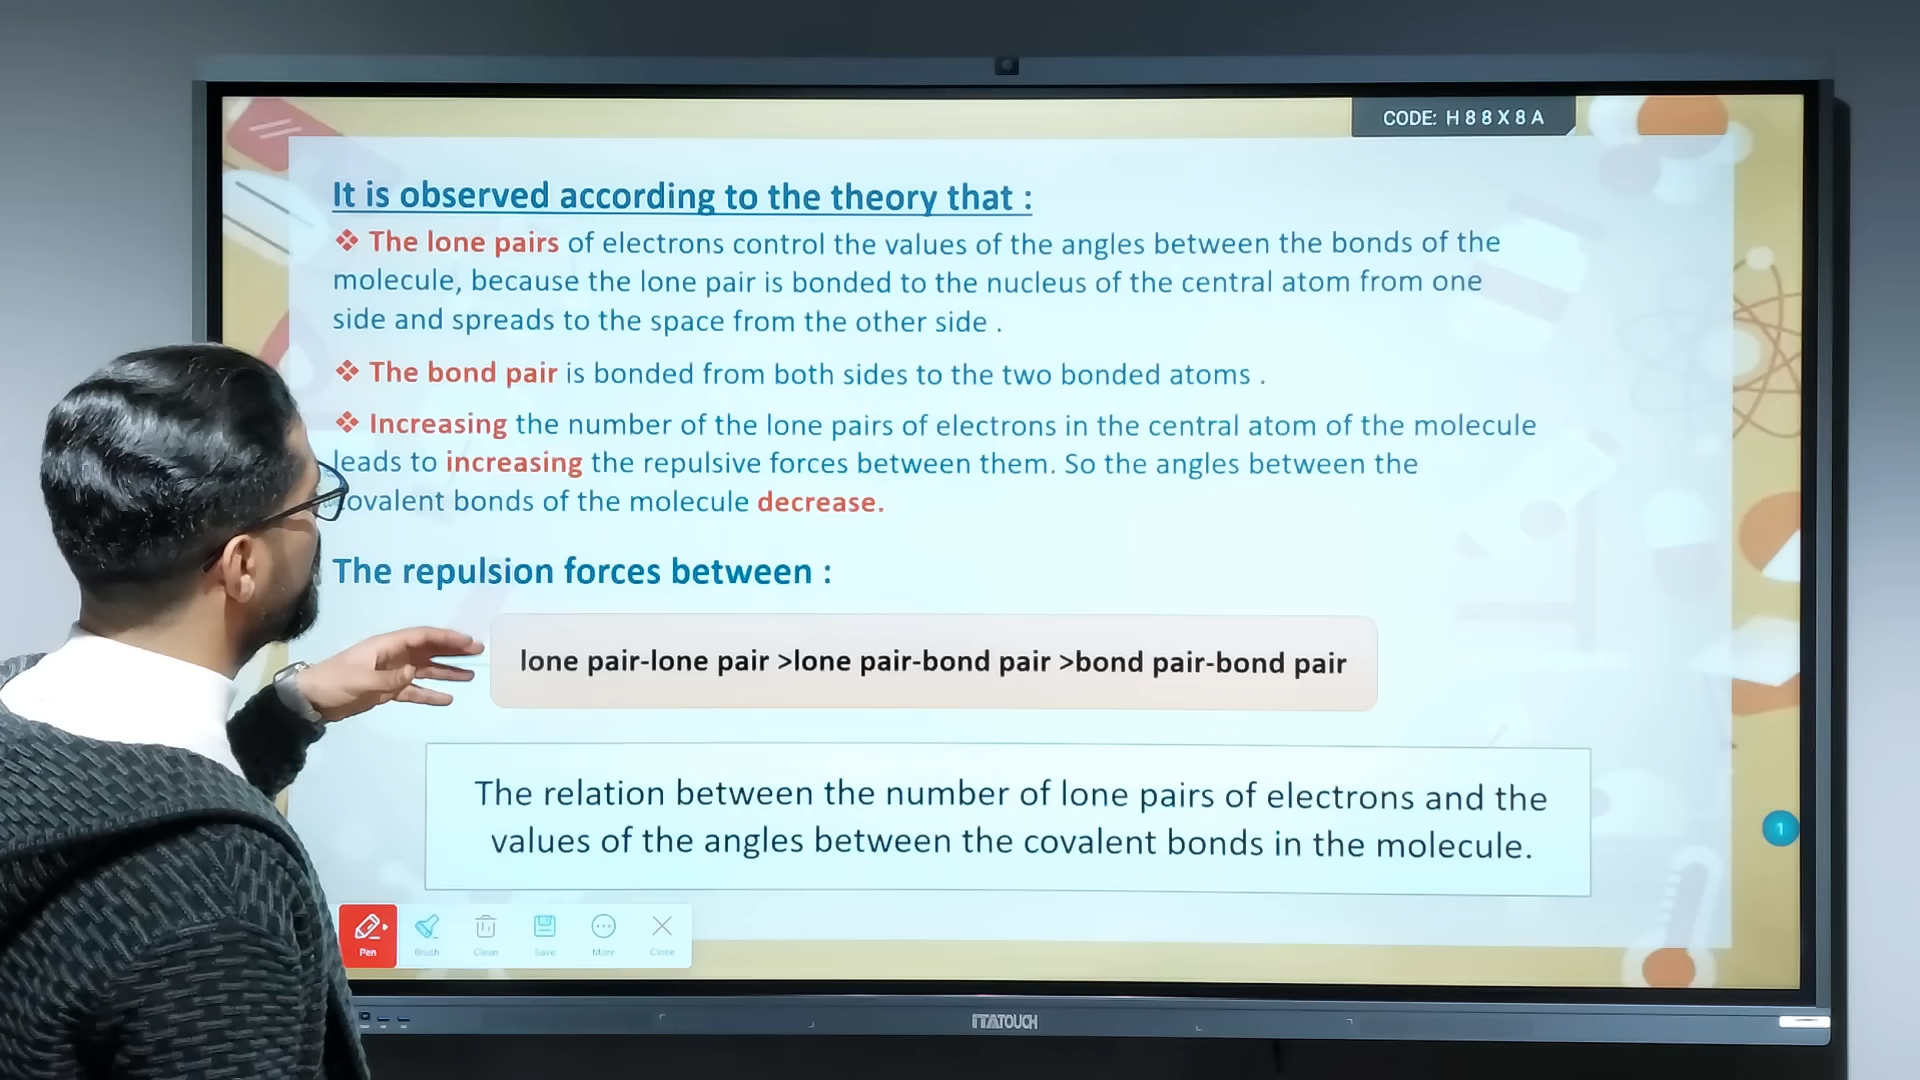 CODE: H88X8A
It is observed according to the theory that :
❖ The lone pairs of electrons control the values of the angles between the bonds of the
molecule, because the lone pair is bonded to the nucleus of the central atom from one
side and spreads to the space from the other side .
❖ The bond pair is bonded from both sides to the two bonded atoms .
❖ Increasing the number of the lone pairs of electrons in the central atom of the molecule
leads to increasing the repulsive forces between them. So the angles between the
covalent bonds of the molecule decrease.
The repulsion forces between :
lone pair-lone pair >lone pair-bond pair >bond pair-bond pair
The relation between the number of lone pairs of electrons and the
values of the angles between the covalent bonds in the molecule.
1
Pen Brush Clean Save More Close
ITATOUCH